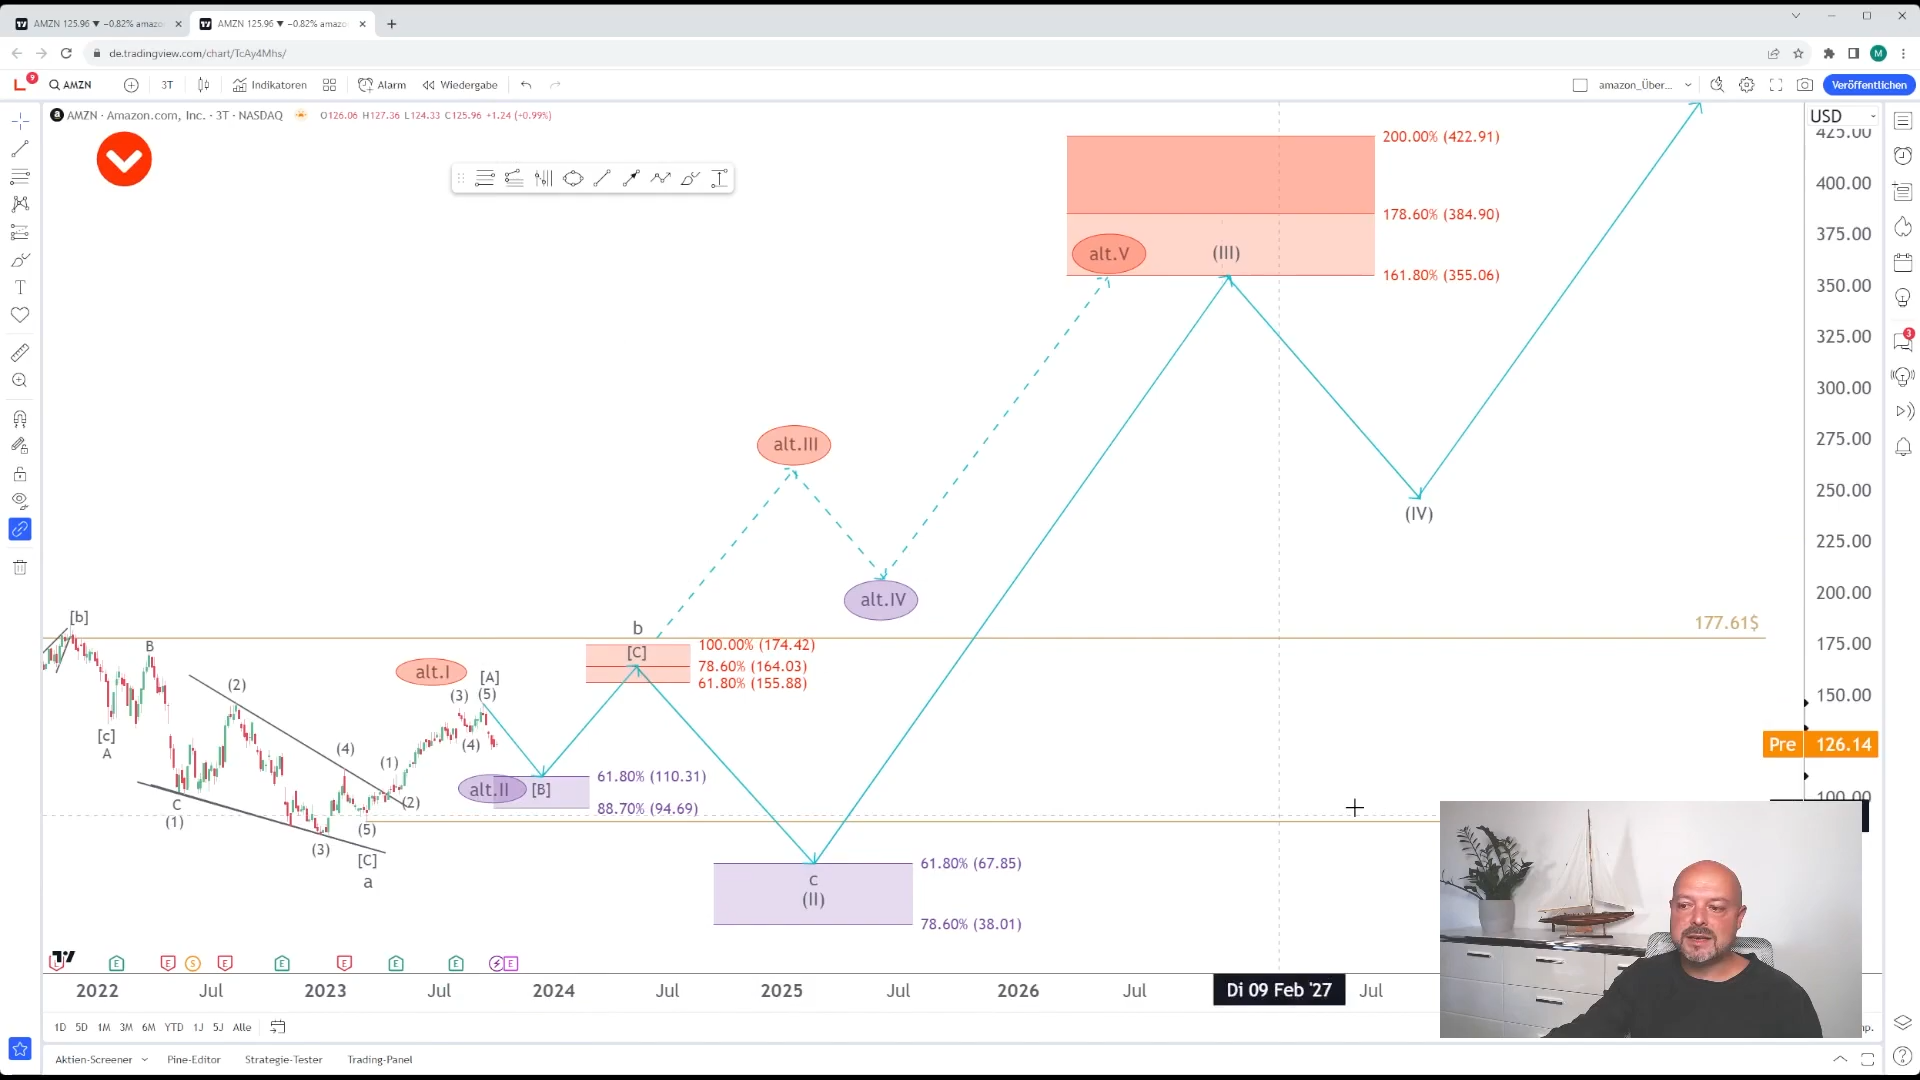 AMZN 125.96 ▼ −0.82% amazo
AMZN 125.96 ▼ −0.82% amazo
de.tradingview.com/chart/TcAy4Mhs/
M
9
AMZN
3T
Indikatoren
Alarm
Wiedergabe
amazon_Über...
Veröffentlichen
AMZN · Amazon.com, Inc. · 3T · NASDAQ
O126.06 H127.36 L124.33 C125.96 +1.24 (+0.99%)
USD
425.00
400.00
375.00
350.00
325.00
300.00
275.00
250.00
225.00
200.00
175.00
150.00
Pre 126.14
100.00
3
200.00% (422.91)
178.60% (384.90)
161.80% (355.06)
alt.V
(III)
alt.III
alt.IV
(IV)
177.61$
b
[C]
100.00% (174.42)
78.60% (164.03)
61.80% (155.88)
[b]
B
[c]
A
C
(1)
(2)
(4)
(3)
(5)
[C]
a
(1)
(2)
alt.I
[A]
(3)
(5)
(4)
alt.II
[B]
61.80% (110.31)
88.70% (94.69)
c
(II)
61.80% (67.85)
78.60% (38.01)
E
E
S
E
E
E
E
E
E
2022
Jul
2023
Jul
2024
Jul
2025
Jul
2026
Jul
Di 09 Feb '27
Jul
1D 5D 1M 3M 6M YTD 1J 5J Alle
Aktien-Screener
Pine-Editor
Strategie-Tester
Trading-Panel